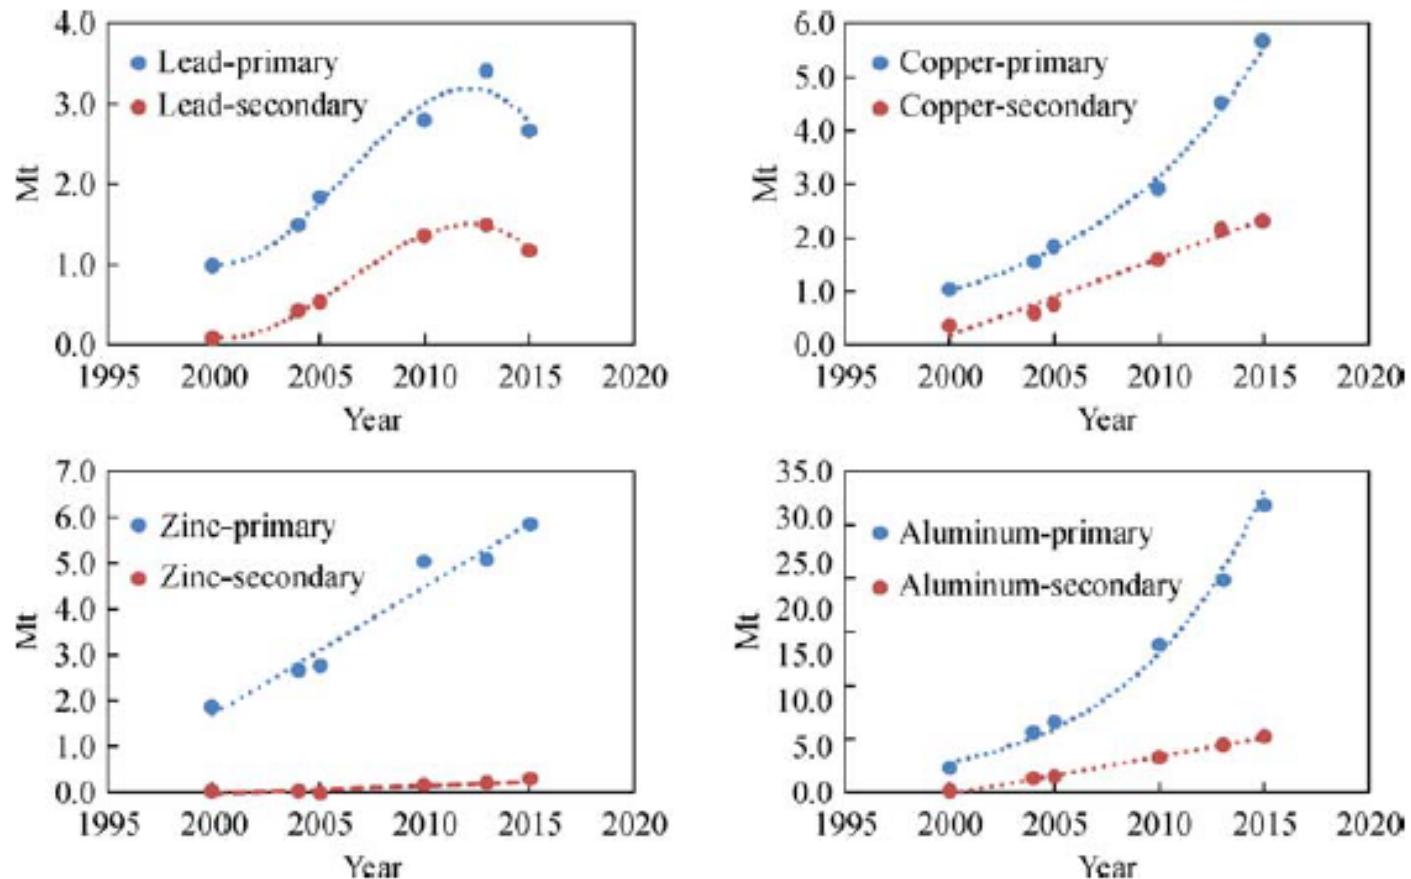 4.0
3.0
2.0
1.0
0.0
Mt
Lead-primary
Lead-secondary
1995 2000 2005 2010 2015 2020
Year
6.0
5.0
4.0
3.0
2.0
1.0
0.0
Mt
Copper-primary
Copper-secondary
1995 2000 2005 2010 2015 2020
Year
7.0
6.0
5.0
4.0
3.0
2.0
1.0
0.0
Mt
Zinc-primary
Zinc-secondary
1995 2000 2005 2010 2015 2020
Year
35.0
30.0
25.0
20.0
15.0
10.0
5.0
0.0
Mt
Aluminum-primary
Aluminum-secondary
1995 2000 2005 2010 2015 2020
Year